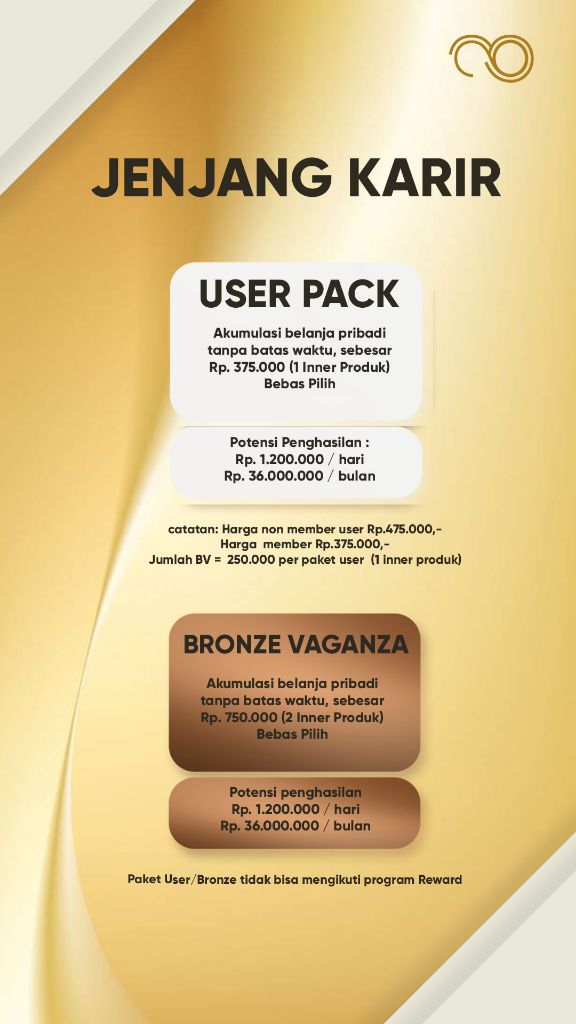 JENJANG KARIR
USER PACK
Akumulasi belanja pribadi
tanpa batas waktu, sebesar
Rp. 375.000 (1 Inner Produk)
Bebas Pilih
Potensi Penghasilan :
Rp. 1.200.000 / hari
Rp. 36.000.000 / bulan
catatan: Harga non member user Rp.475.000,-
Harga member Rp.375.000,-
Jumlah BV = 250.000 per paket user (1 inner produk)
BRONZE VAGANZA
Akumulasi belanja pribadi
tanpa batas waktu, sebesar
Rp. 750.000 (2 Inner Produk)
Bebas Pilih
Potensi penghasilan
Rp. 1.200.000 / hari
Rp. 36.000.000 / bulan
Paket User/Bronze tidak bisa mengikuti program Reward